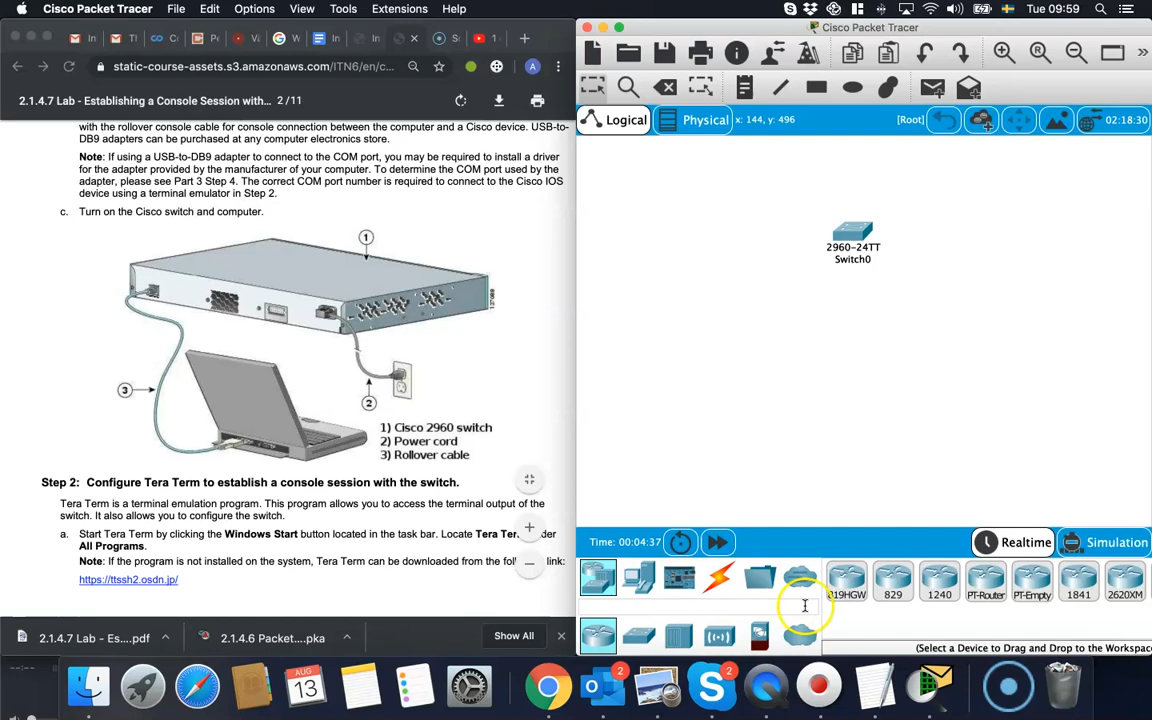 Chrome File Edit View History Bookmarks
Cisco Packet Tracer File Edit Options View Tools Extensions Help
Tue 09:59
Cisco Packet Tracer
In
static-course-assets.s3.amazonaws.com/ITN6/en/c...
A
2.1.4.7 Lab - Establishing a Console Session with...
2 / 11
with the rollover console cable for console connection between the computer and a Cisco device. USB-to-
DB9 adapters can be purchased at any computer electronics store.
Note: If using a USB-to-DB9 adapter to connect to the COM port, you may be required to install a driver
for the adapter provided by the manufacturer of your computer. To determine the COM port used by the
adapter, please see Part 3 Step 4. The correct COM port number is required to connect to the Cisco IOS
device using a terminal emulator in Step 2.
c. Turn on the Cisco switch and computer.
1
137088
3
2
1) Cisco 2960 switch
2) Power cord
3) Rollover cable
Step 2: Configure Tera Term to establish a console session with the switch.
Tera Term is a terminal emulation program. This program allows you to access the terminal output of the
switch. It also allows you to configure the switch.
a. Start Tera Term by clicking the Windows Start button located in the task bar. Locate Tera Ter der
All Programs.
Note: If the program is not installed on the system, Tera Term can be downloaded from the foll link:
https://ttssh2.osdn.jp/
2.1.4.7 Lab - Es....pdf
2.1.4.6 Packet....pka
Show All
Logical
Physical
x: 144, y: 496
[Root]
02:18:30
2960-24TT
Switch0
Time: 00:04:37
Realtime
Simulation
819HGW
829
1240
PT-Router
PT-Empty
1841
2620XM
(Select a Device to Drag and Drop to the Workspace
AUG
13
2
2